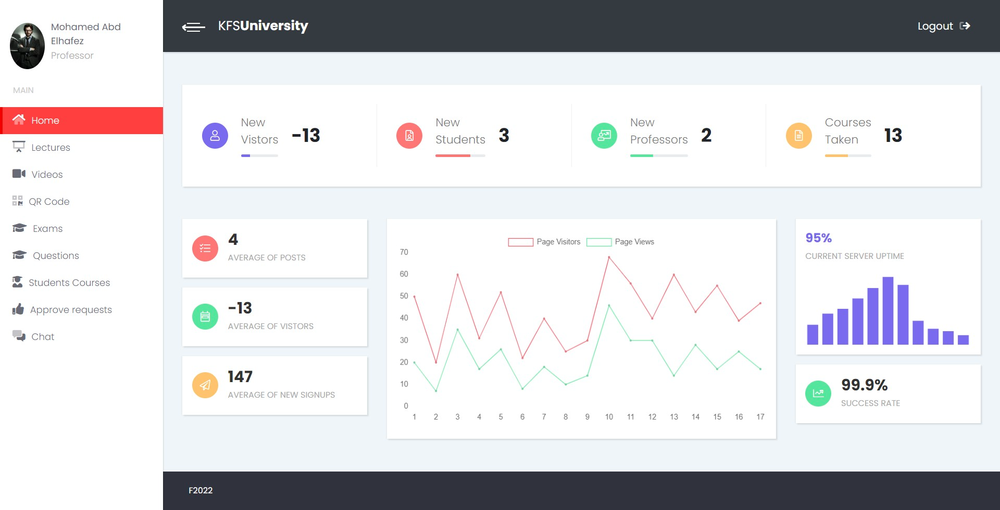 Mohamed Abd
Elhafez
Professor
MAIN
Home
Lectures
Videos
QR Code
Exams
Questions
Students Courses
Approve requests
Chat
KFSUniversity
Logout
New
Vistors
-13
New
Students
3
New
Professors
2
Courses
Taken
13
4
AVERAGE OF POSTS
-13
AVERAGE OF VISTORS
147
AVERAGE OF NEW SIGNUPS
Page Visitors Page Views
70
60
50
40
30
20
10
0
1 2 3 4 5 6 7 8 9 10 11 12 13 14 15 16 17
95%
CURRENT SERVER UPTIME
99.9%
SUCCESS RATE
F2022